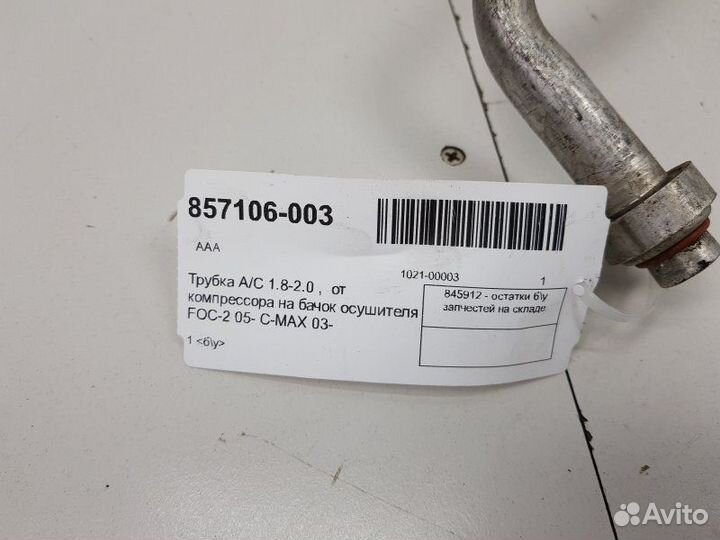 857106-003
AAA
1021-00003 1
Трубка A/C 1.8-2.0 , от
компрессора на бачок осушителя
FOC-2 05- C-MAX 03-
1 <б\у>
845912 - остатки б\у
запчастей на складе
Avito